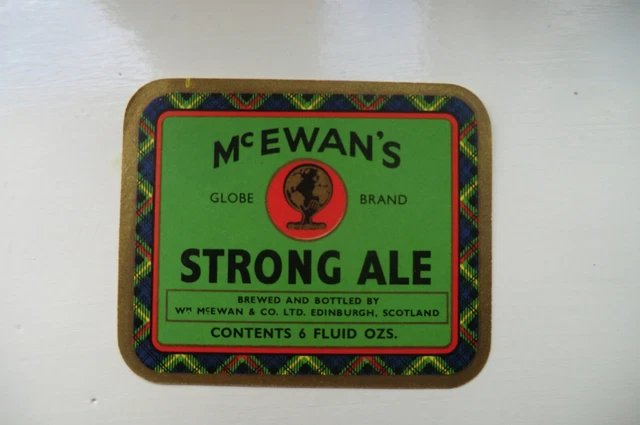 McEWAN'S
GLOBE BRAND
STRONG ALE
BREWED AND BOTTLED BY
WM McEWAN & CO. LTD. EDINBURGH, SCOTLAND
CONTENTS 6 FLUID OZS.